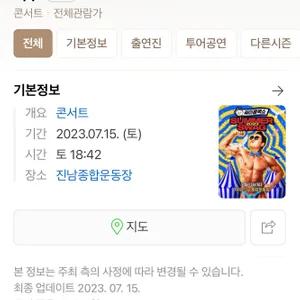 콘서트 · 전체관람가
전체
기본정보
출연진
투어공연
다른시즌
기본정보
개요 콘서트
기간 2023.07.15. (토)
시간 토 18:42
장소 진남종합운동장
SUMMER
SWAG
지도
본 정보는 주최 측의 사정에 따라 변경될 수 있습니다.
최종 업데이트 2023. 07. 15.